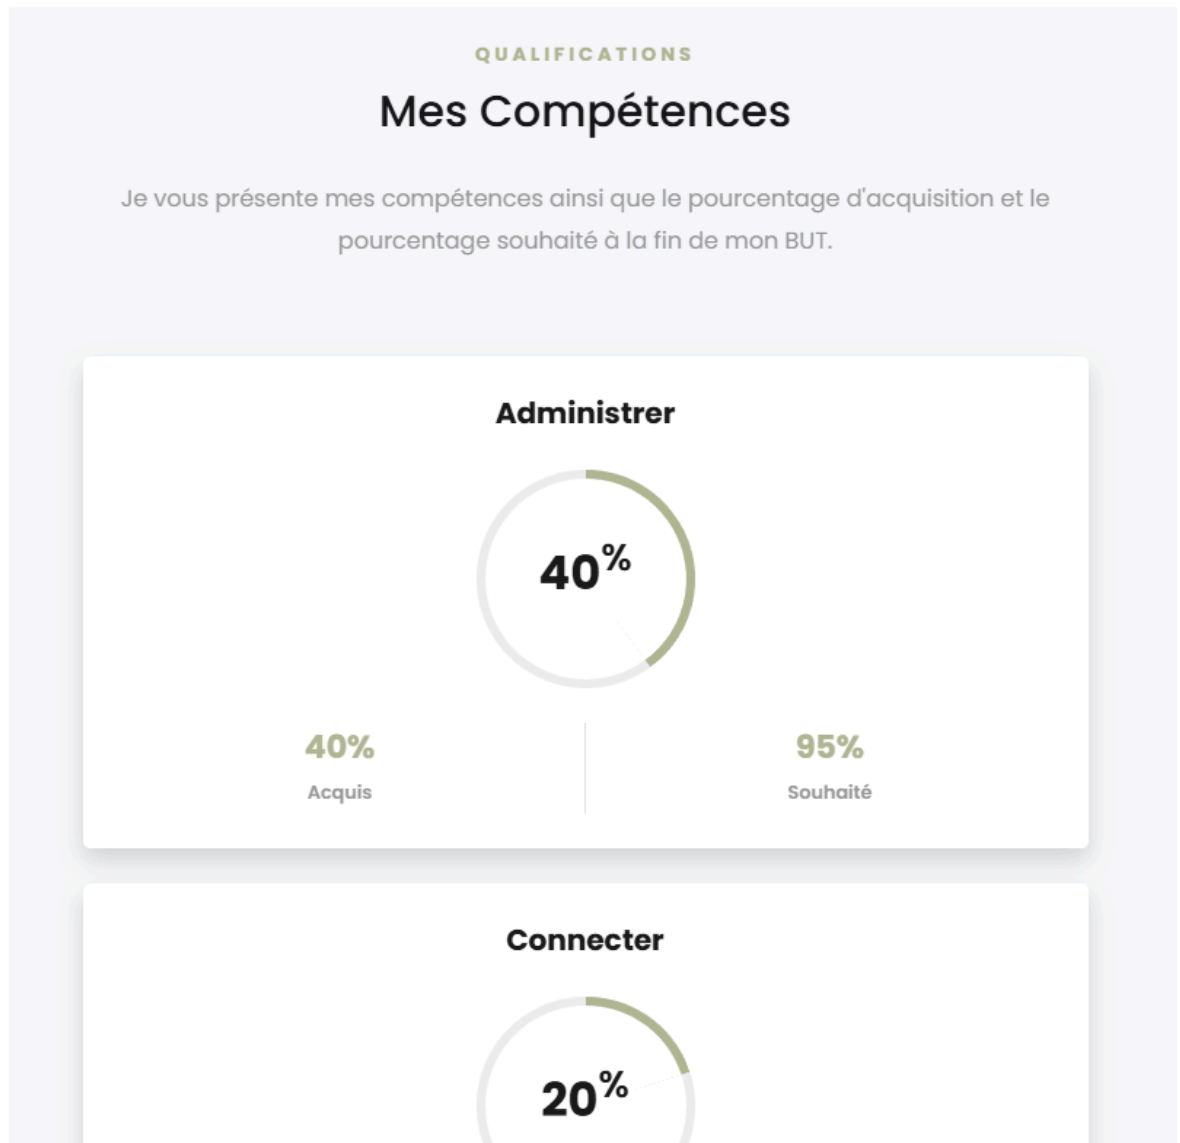 QUALIFICATIONS
Mes Compétences
Je vous présente mes compétences ainsi que le pourcentage d'acquisition et le
pourcentage souhaité à la fin de mon BUT.
Administrer
40%
40%
95%
Acquis
Souhaité
Connecter
20%